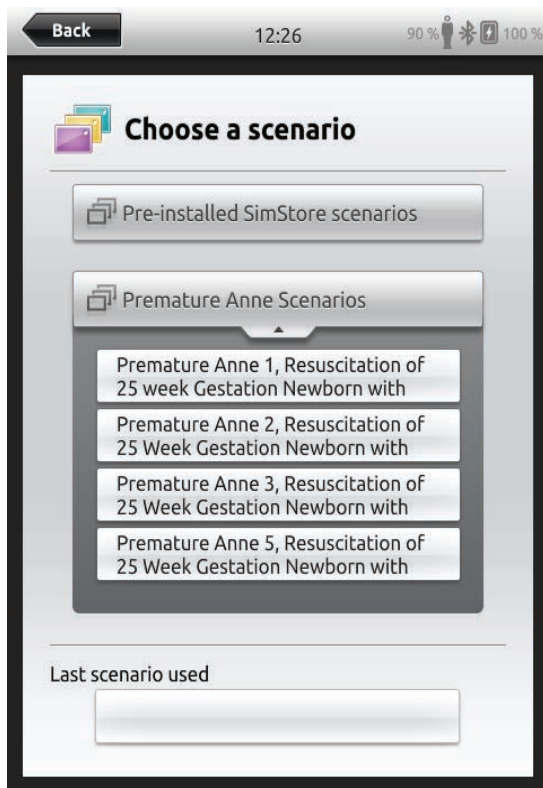 Back
12:26
90 %
100 %
Choose a scenario
Pre-installed SimStore scenarios
Premature Anne Scenarios
Premature Anne 1, Resuscitation of
25 week Gestation Newborn with
Premature Anne 2, Resuscitation of
25 Week Gestation Newborn with
Premature Anne 3, Resuscitation of
25 Week Gestation Newborn with
Premature Anne 5, Resuscitation of
25 Week Gestation Newborn with
Last scenario used